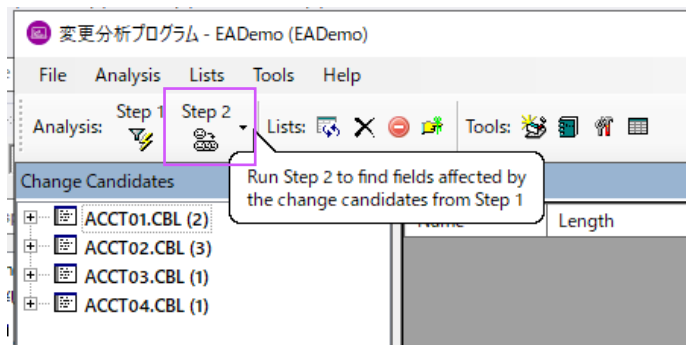 変更分析プログラム - EADemo (EADemo)
File Analysis Lists Tools Help
Analysis: Step 1 Step 2 Lists: Tools:
Change Candidates
Run Step 2 to find fields affected by
the change candidates from Step 1
Name Length
ACCT01.CBL (2)
ACCT02.CBL (3)
ACCT03.CBL (1)
ACCT04.CBL (1)